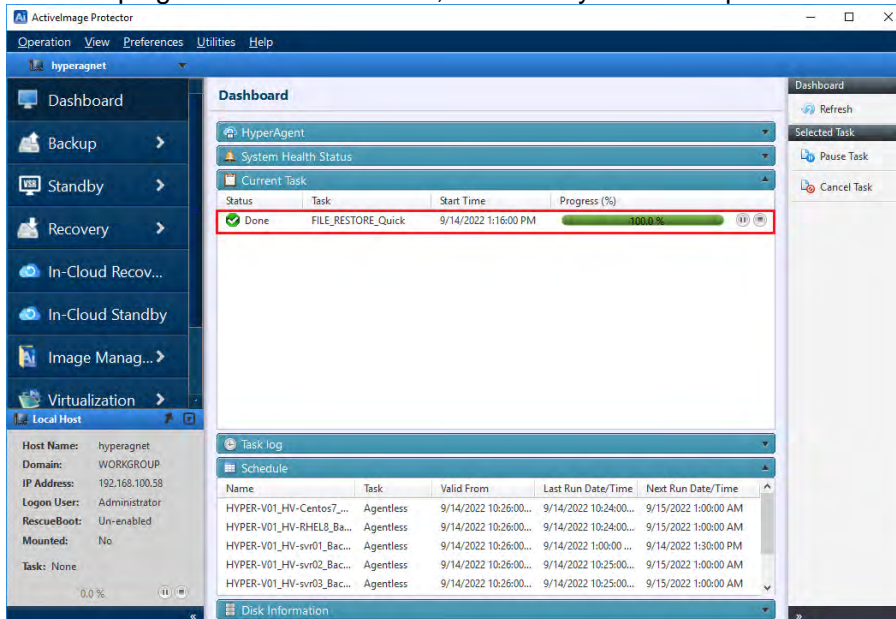 ActiveImage Protector
Operation View Preferences Utilities Help
hyperagnet
Dashboard
Backup
Standby
Recovery
In-Cloud Recov...
In-Cloud Standby
Image Manag...
Virtualization
Local Host
Host Name: hyperagnet
Domain: WORKGROUP
IP Address: 192.168.100.58
Logon User: Administrator
RescueBoot: Un-enabled
Mounted: No
Task: None
0.0 %
Dashboard
HyperAgent
System Health Status
Current Task
Status Task Start Time Progress (%)
Done FILE_RESTORE_Quick 9/14/2022 1:16:00 PM 100.0 %
Task log
Schedule
Name Task Valid From Last Run Date/Time Next Run Date/Time
HYPER-V01_HV-Centos7_... Agentless 9/14/2022 10:26:00... 9/14/2022 10:24:00... 9/15/2022 1:00:00 AM
HYPER-V01_HV-RHEL8_Ba... Agentless 9/14/2022 10:26:00... 9/14/2022 10:24:00... 9/15/2022 1:00:00 AM
HYPER-V01_HV-svr01_Bac... Agentless 9/14/2022 10:26:00... 9/14/2022 1:00:00 ... 9/14/2022 1:30:00 PM
HYPER-V01_HV-svr02_Bac... Agentless 9/14/2022 10:26:00... 9/14/2022 10:25:00... 9/15/2022 1:00:00 AM
HYPER-V01_HV-svr03_Bac... Agentless 9/14/2022 10:26:00... 9/14/2022 10:25:00... 9/15/2022 1:00:00 AM
Disk Information
Dashboard
Refresh
Selected Task
Pause Task
Cancel Task